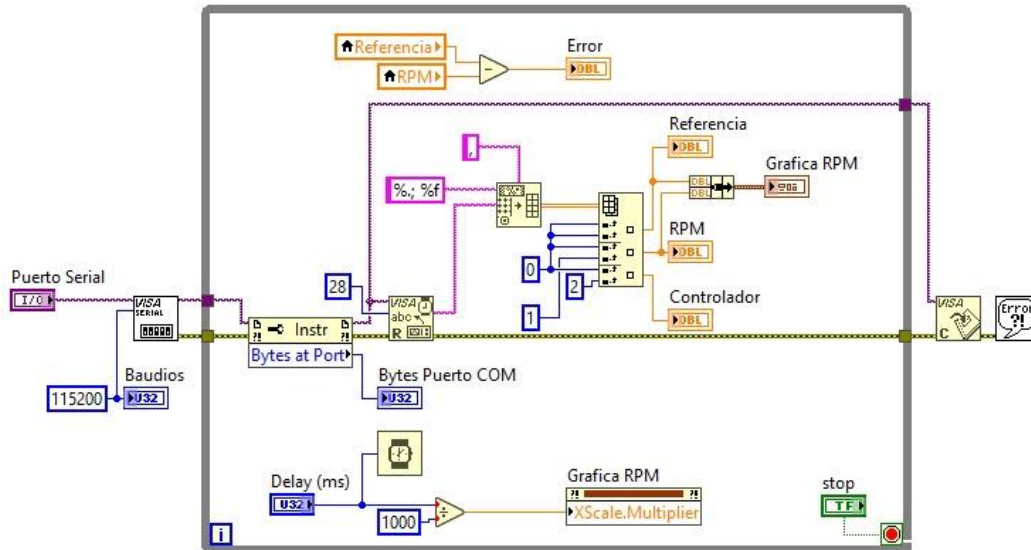 Referencia
RPM
Error
DBL
Referencia
DBL
,
Grafica RPM
%.; %f
DBL
DBL
RPM
DBL
0
Puerto Serial
I/O
28
2
1
Controlador
DBL
VISA
SERIAL
VISA
abc
R
VISA
C
Error
?!
Instr
Bytes at Port
Baudios
115200
U32
Bytes Puerto COM
U32
Delay (ms)
U32
1000
Grafica RPM
XScale.Multiplier
stop
TF
i